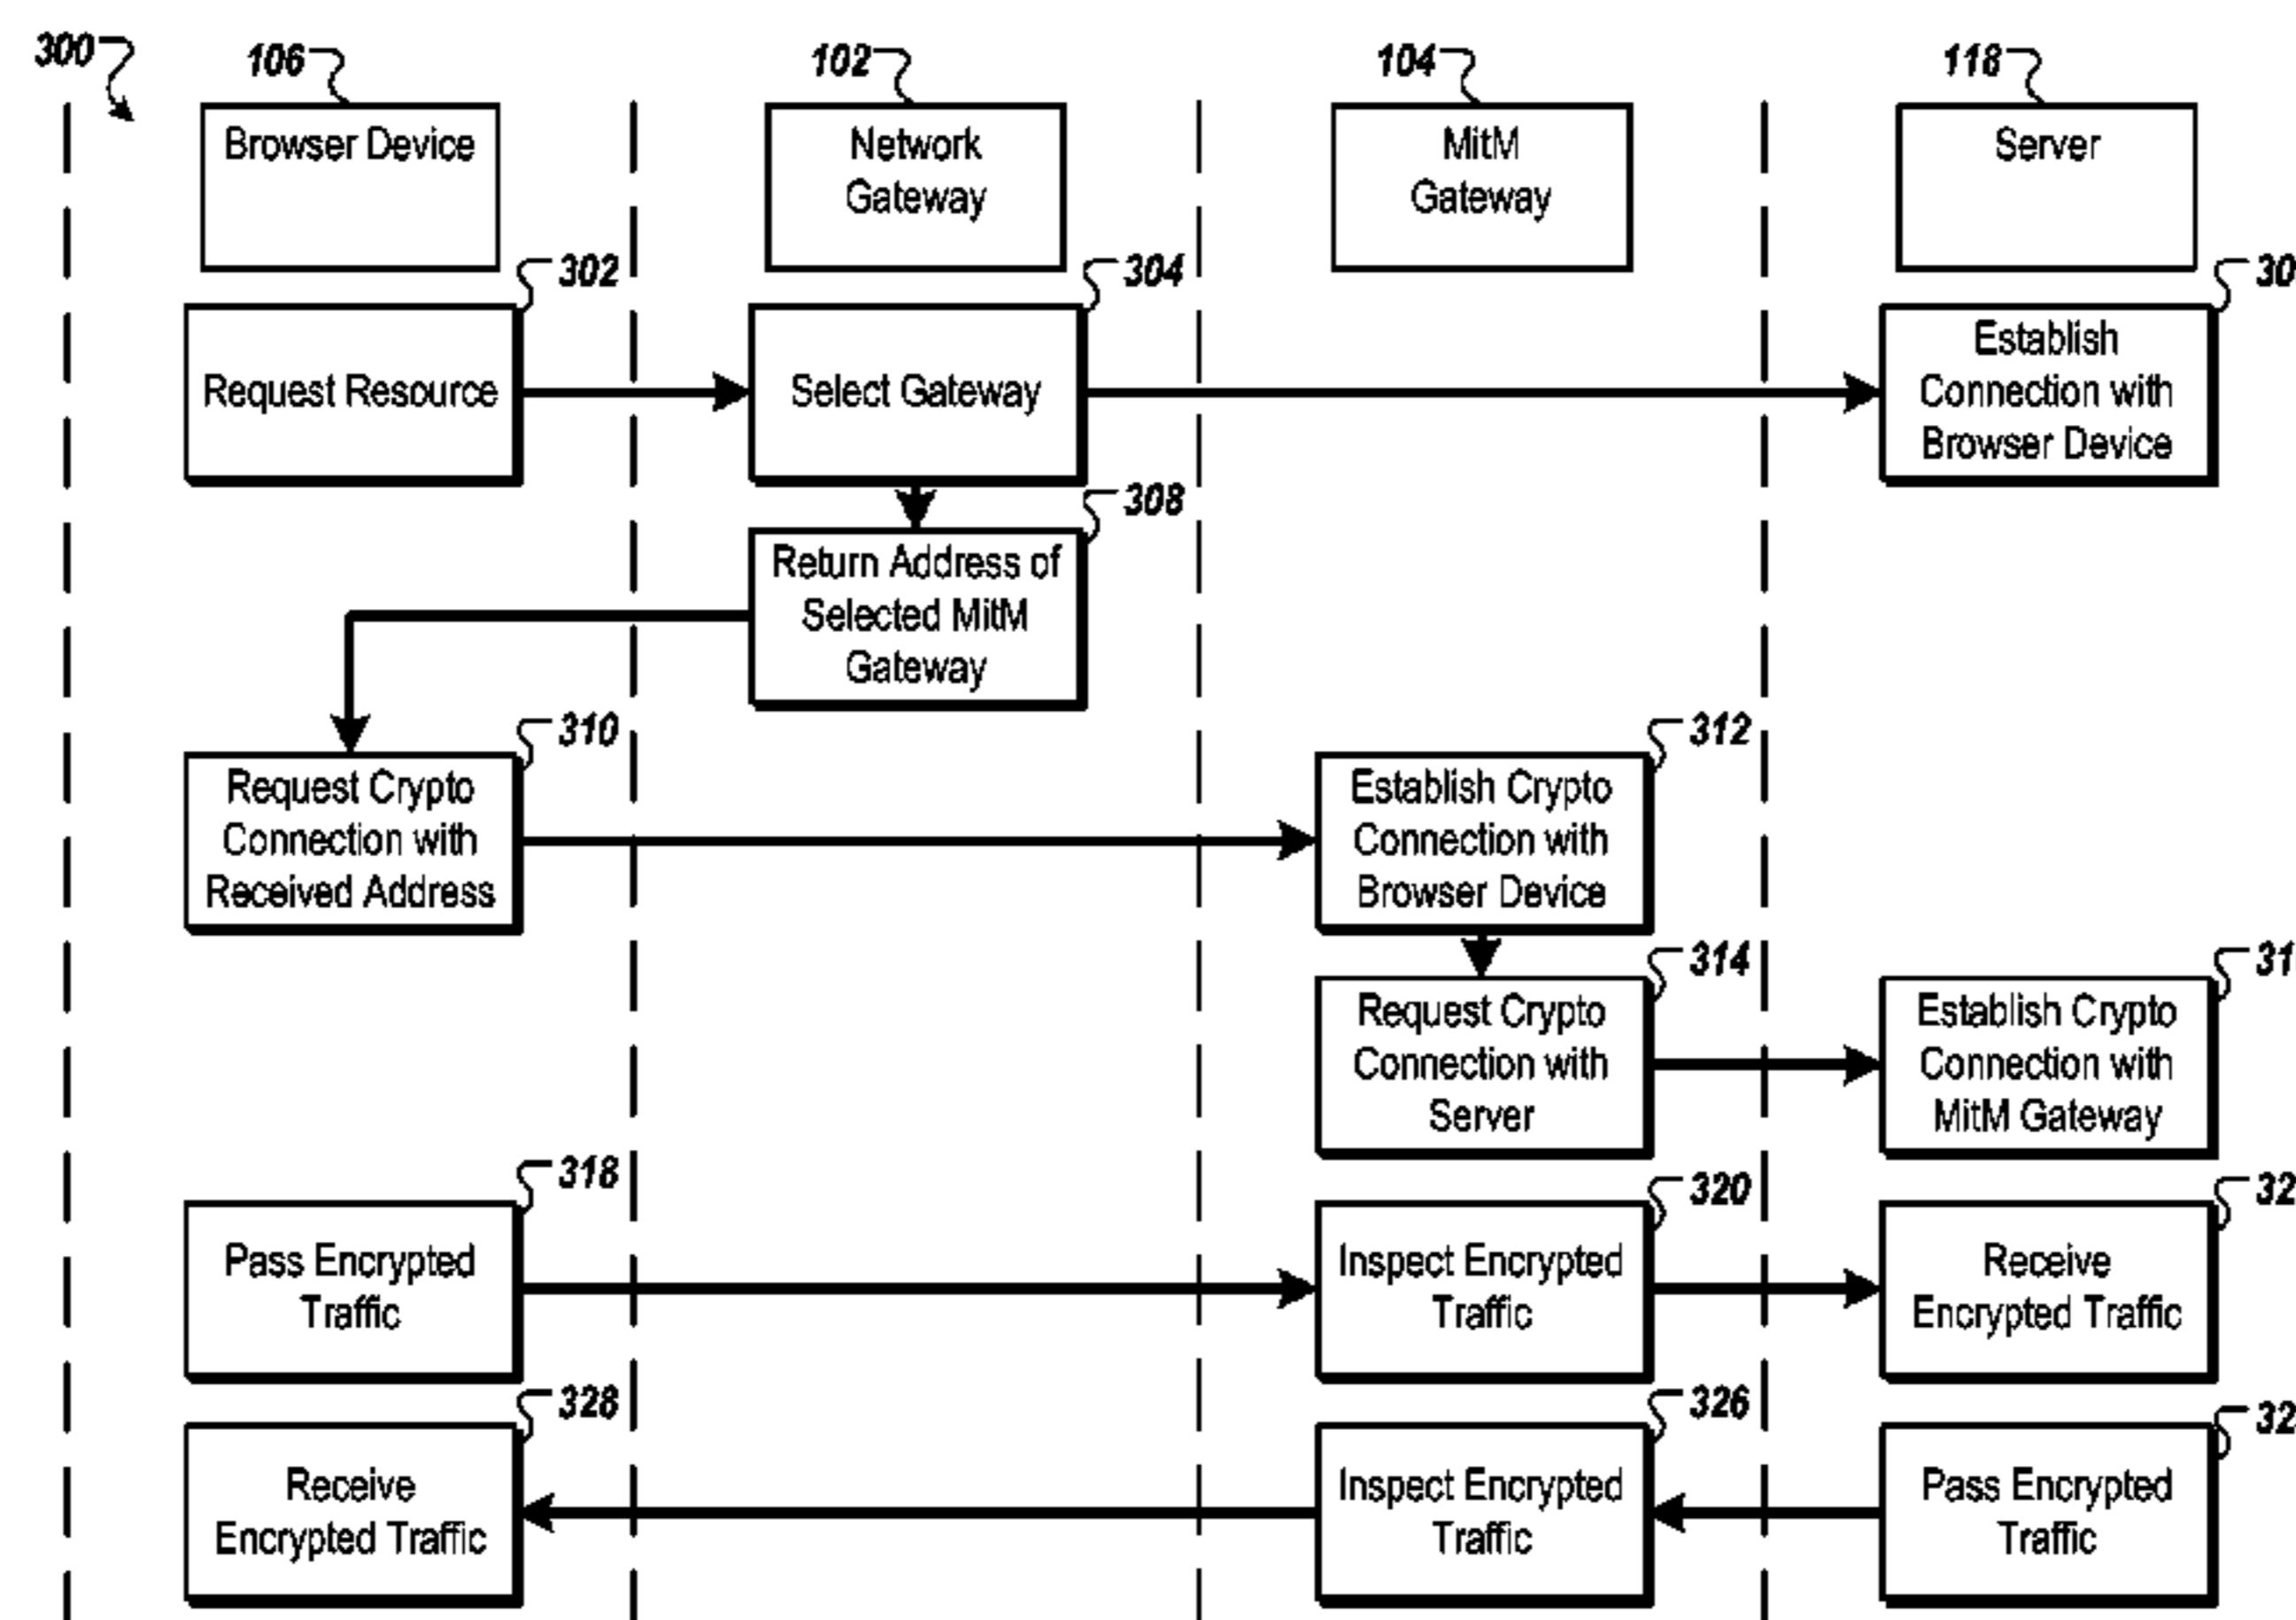 300
106
102
104
118
Browser Device
Network
Gateway
MitM
Gateway
Server
302
304
30
Request Resource
Select Gateway
Establish
Connection with
Browser Device
308
Return Address of
Selected MitM
Gateway
310
312
Request Crypto
Connection with
Received Address
Establish Crypto
Connection with
Browser Device
314
31
Request Crypto
Connection with
Server
Establish Crypto
Connection with
MitM Gateway
318
320
32
Pass Encrypted
Traffic
Inspect Encrypted
Traffic
Receive
Encrypted Traffic
328
326
32
Receive
Encrypted Traffic
Inspect Encrypted
Traffic
Pass Encrypted
Traffic